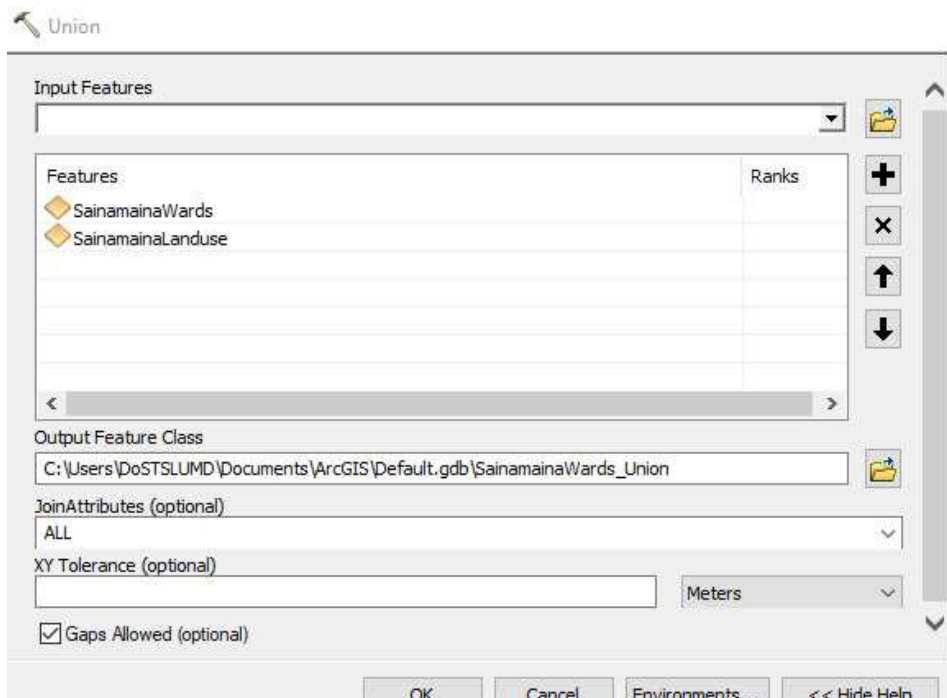 Union
Input Features
Features Ranks
SainamainaWards
SainamainaLanduse
Output Feature Class
C:\Users\DoSTSLUMD\Documents\ArcGIS\Default.gdb\SainamainaWards_Union
JoinAttributes (optional)
ALL
XY Tolerance (optional)
Meters
Gaps Allowed (optional)
OK Cancel Environments... << Hide Help